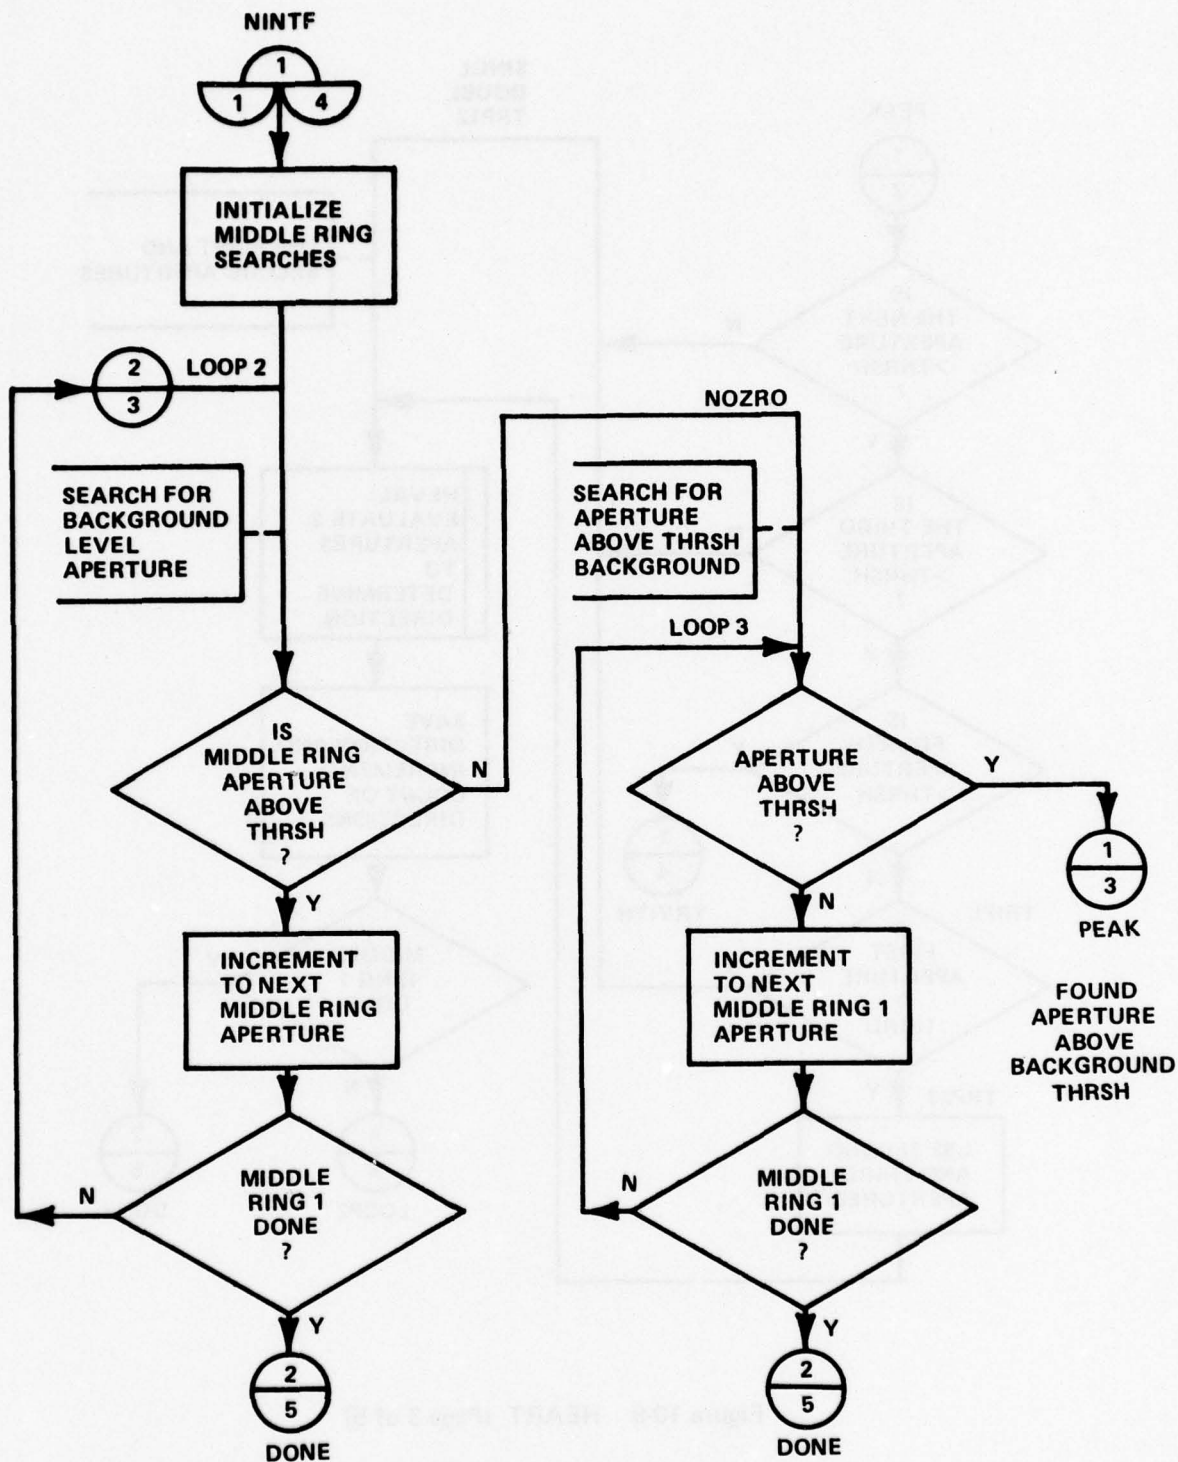 NINTF
1
1
4
INITIALIZE
MIDDLE RING
SEARCHES
2
3
LOOP 2
NOZRO
SEARCH FOR
BACKGROUND
LEVEL
APERTURE
SEARCH FOR
APERTURE
ABOVE THRSH
BACKGROUND
LOOP 3
IS
MIDDLE RING
APERTURE
ABOVE
THRSH
?
N
Y
APERTURE
ABOVE
THRSH
?
Y
N
1
3
PEAK
FOUND
APERTURE
ABOVE
BACKGROUND
THRSH
INCREMENT
TO NEXT
MIDDLE RING
APERTURE
INCREMENT
TO NEXT
MIDDLE RING 1
APERTURE
MIDDLE
RING 1
DONE
?
N
Y
2
5
DONE
MIDDLE
RING 1
DONE
?
N
Y
2
5
DONE